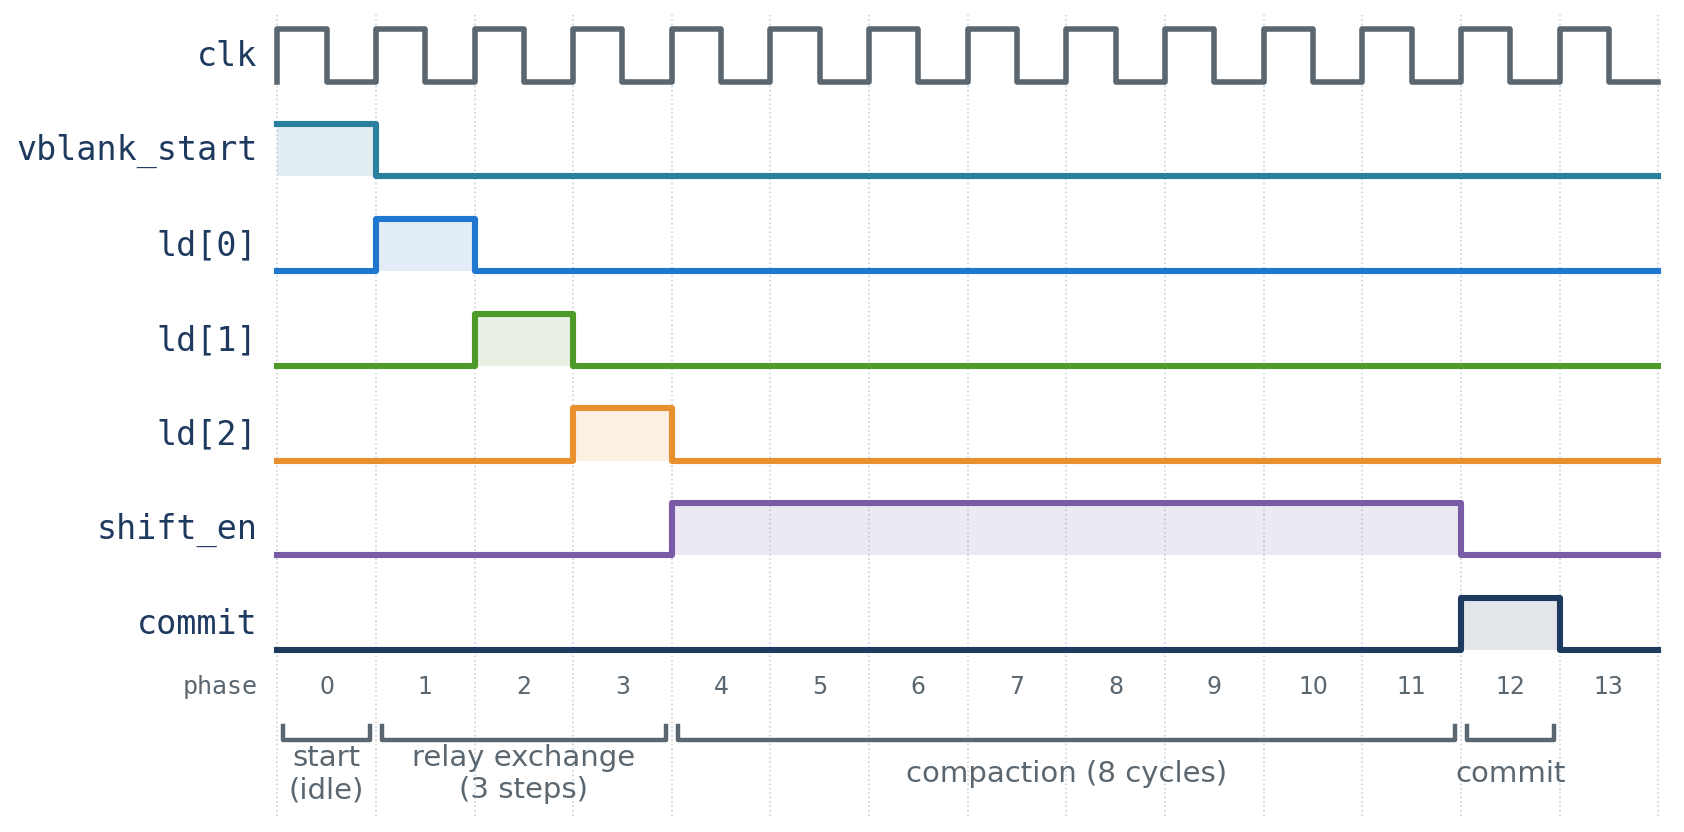 clk
vblank_start
ld[0]
ld[1]
ld[2]
shift_en
commit
phase 0 1 2 3 4 5 6 7 8 9 10 11 12 13
start
(idle)
relay exchange
(3 steps)
compaction (8 cycles)
commit